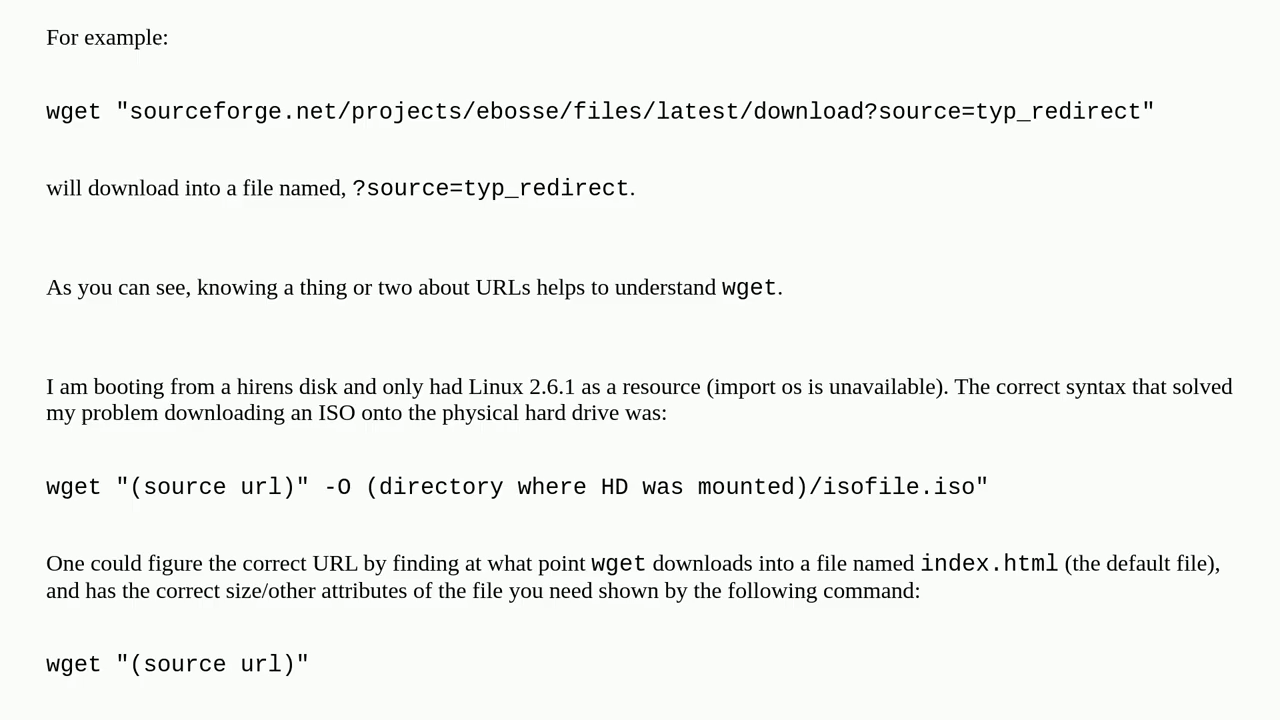 For example:
wget "sourceforge.net/projects/ebosse/files/latest/download?source=typ_redirect"
will download into a file named, ?source=typ_redirect.
As you can see, knowing a thing or two about URLs helps to understand wget.
I am booting from a hirens disk and only had Linux 2.6.1 as a resource (import os is unavailable). The correct syntax that solved
my problem downloading an ISO onto the physical hard drive was:
wget "(source url)" -O (directory where HD was mounted)/isofile.iso"
One could figure the correct URL by finding at what point wget downloads into a file named index.html (the default file),
and has the correct size/other attributes of the file you need shown by the following command:
wget "(source url)"